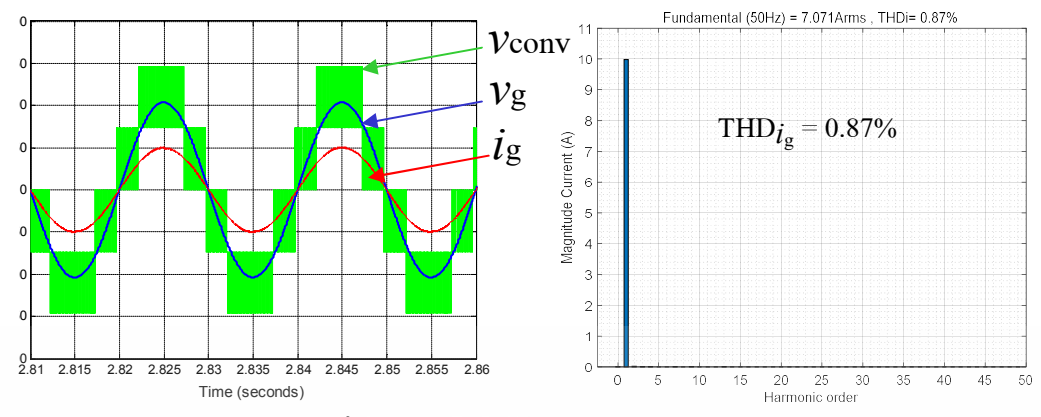 0
0
0
0
0
0
0
0
0
2.81 2.815 2.82 2.825 2.83 2.835 2.84 2.845 2.85 2.855 2.86
Time (seconds)
vconv
vg
ig
Fundamental (50Hz) = 7.071Arms , THDi= 0.87%
11
10
9
8
7
6
5
4
3
2
1
0
Magnitude Current (A)
THDig = 0.87%
0 5 10 15 20 25 30 35 40 45 50
Harmonic order